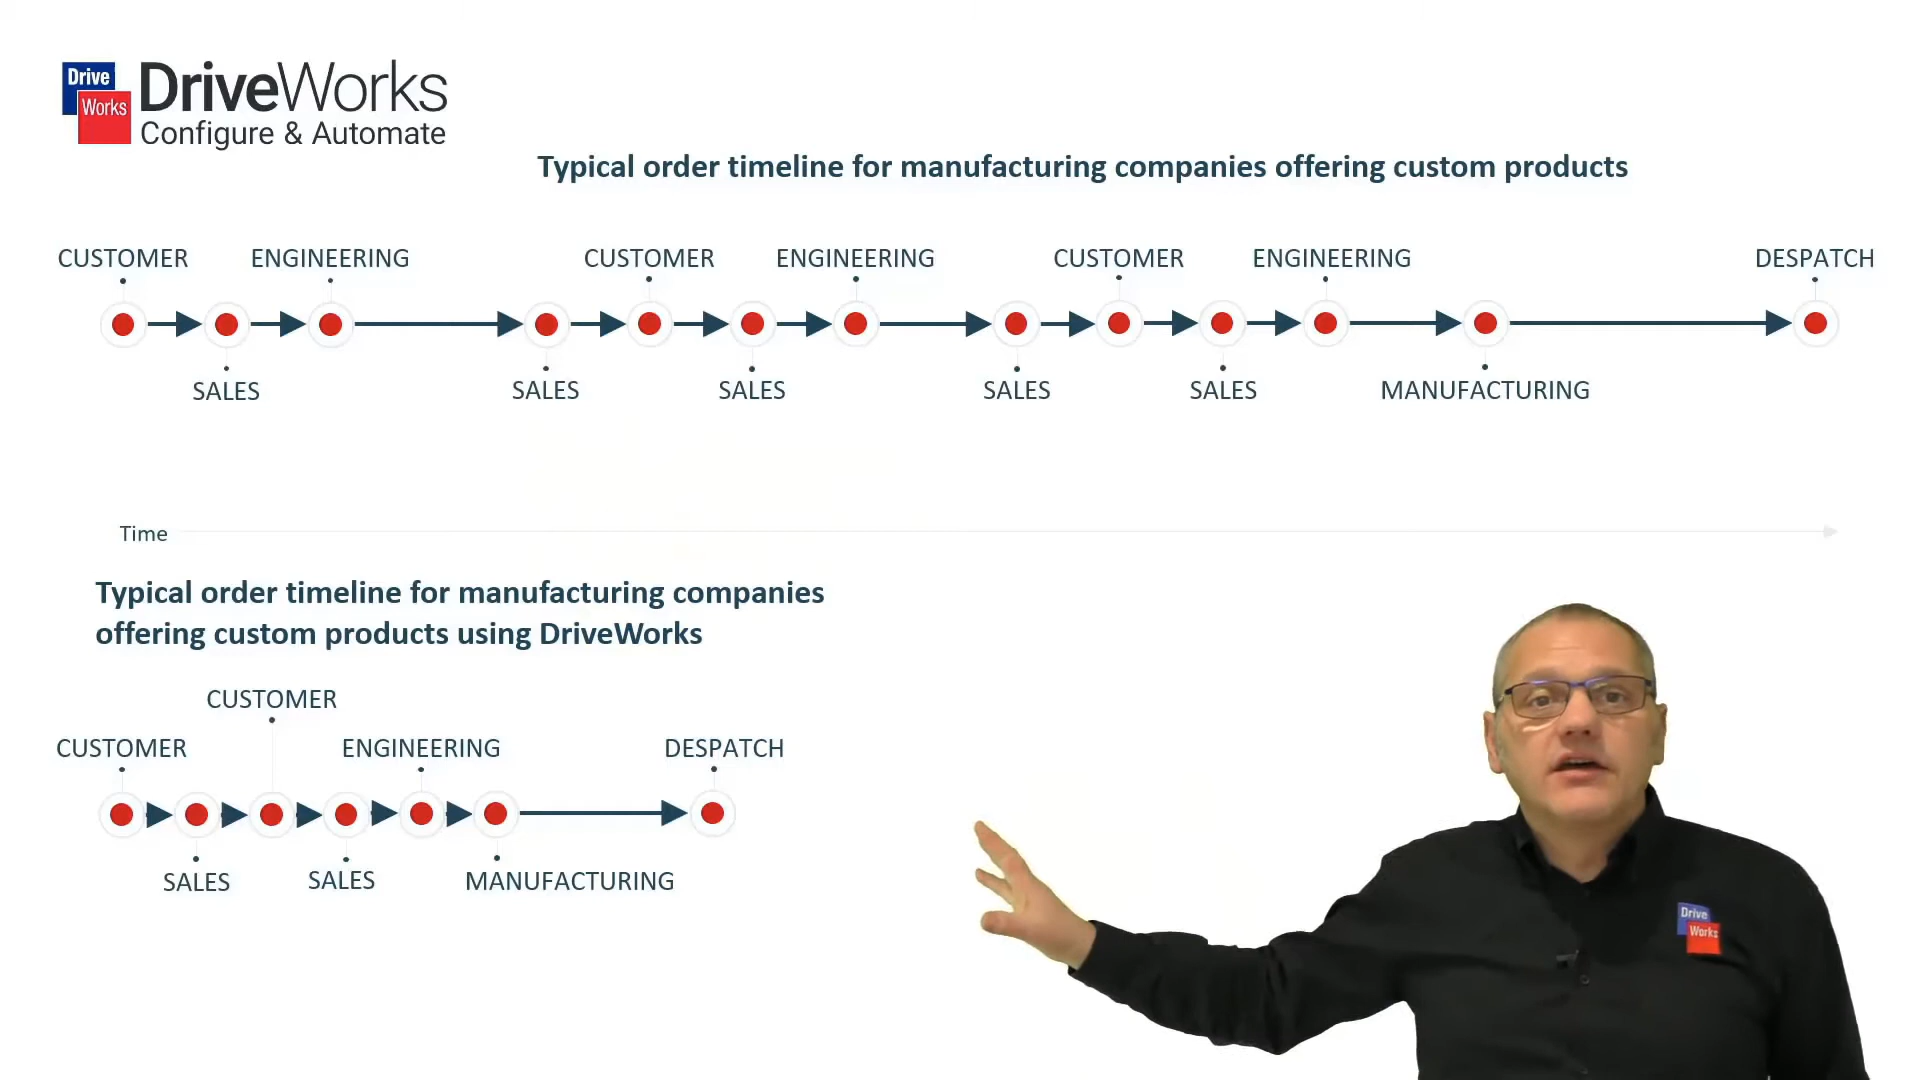 Drive
Works
DriveWorks
Configure & Automate
Typical order timeline for manufacturing companies offering custom products
CUSTOMER ENGINEERING CUSTOMER ENGINEERING CUSTOMER ENGINEERING DESPATCH
SALES SALES SALES SALES SALES MANUFACTURING
Time
Typical order timeline for manufacturing companies
offering custom products using DriveWorks
CUSTOMER
CUSTOMER ENGINEERING DESPATCH
SALES SALES MANUFACTURING
Drive
Works